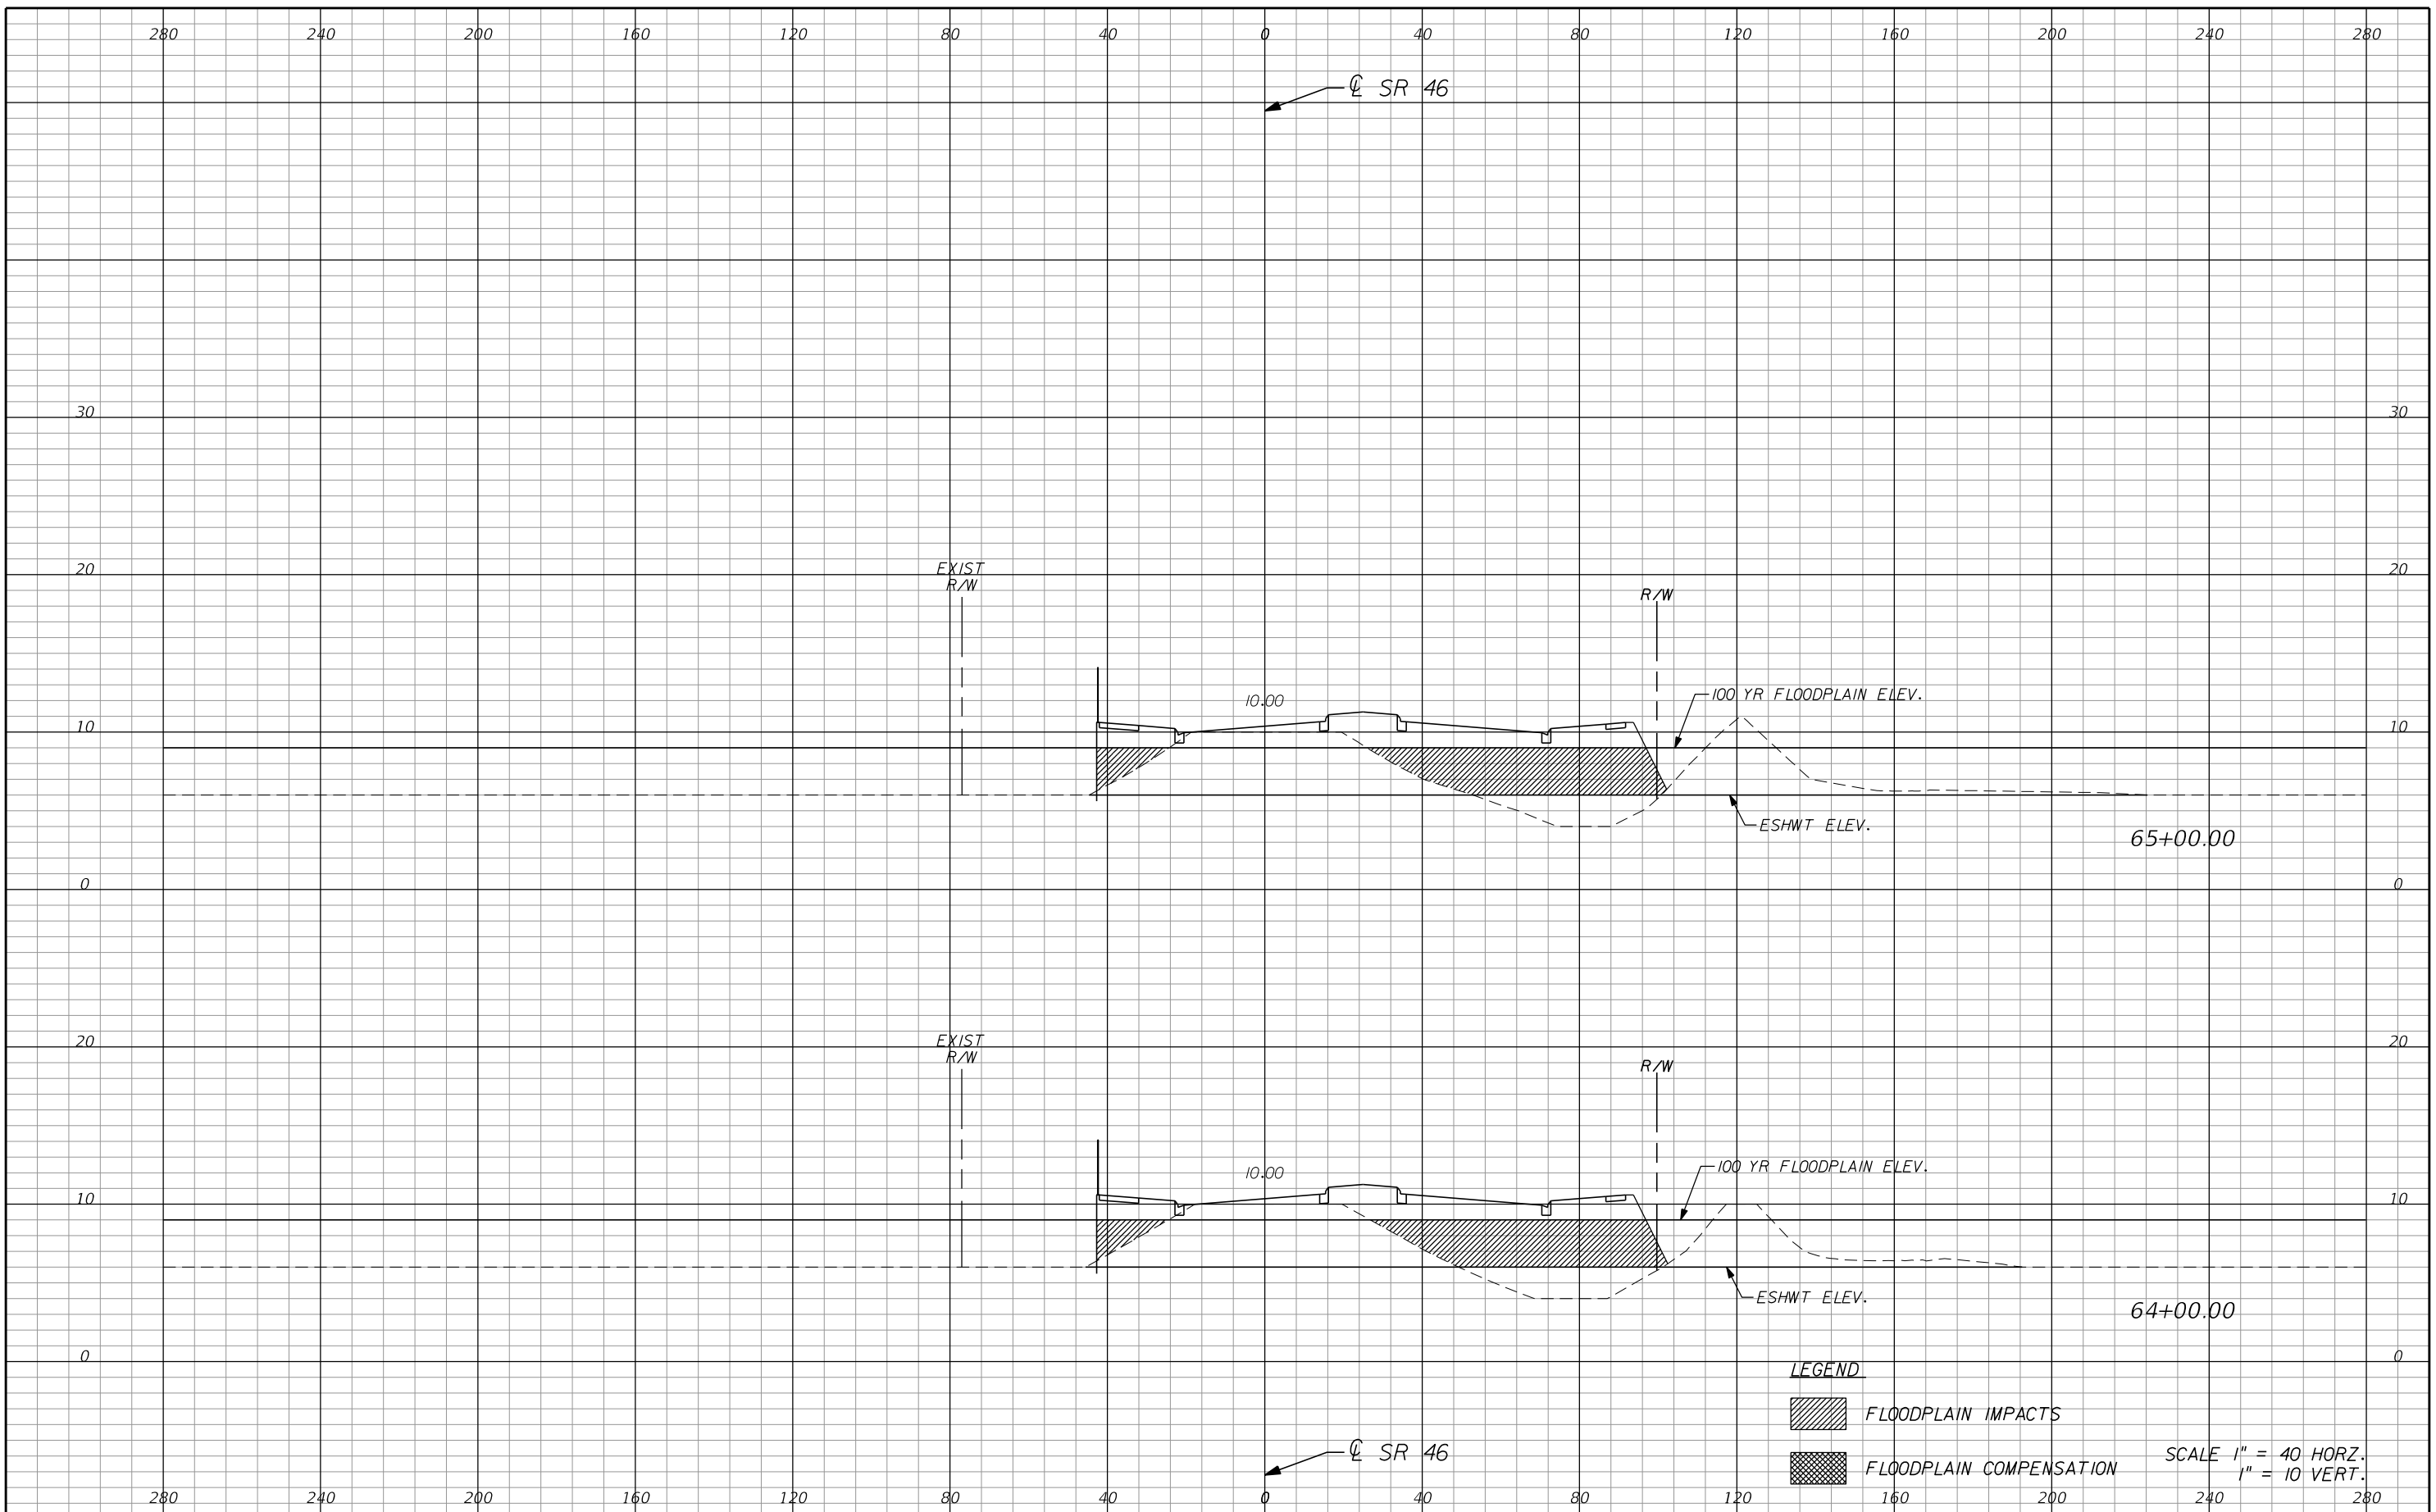 280 240 200 160 120 80 40 0 40 80 120 160 200 240 280
℄ SR 46
30 30
20 20
EXIST
R/W
R/W
100 YR FLOODPLAIN ELEV.
10.00
10 10
ESHWT ELEV.
65+00.00
0 0
20 20
EXIST
R/W
R/W
100 YR FLOODPLAIN ELEV.
10.00
10 10
ESHWT ELEV.
64+00.00
0 0
LEGEND
FLOODPLAIN IMPACTS
℄ SR 46
FLOODPLAIN COMPENSATION
SCALE 1" = 40 HORZ.
1" = 10 VERT.
280 240 200 160 120 80 40 0 40 80 120 160 200 240 280